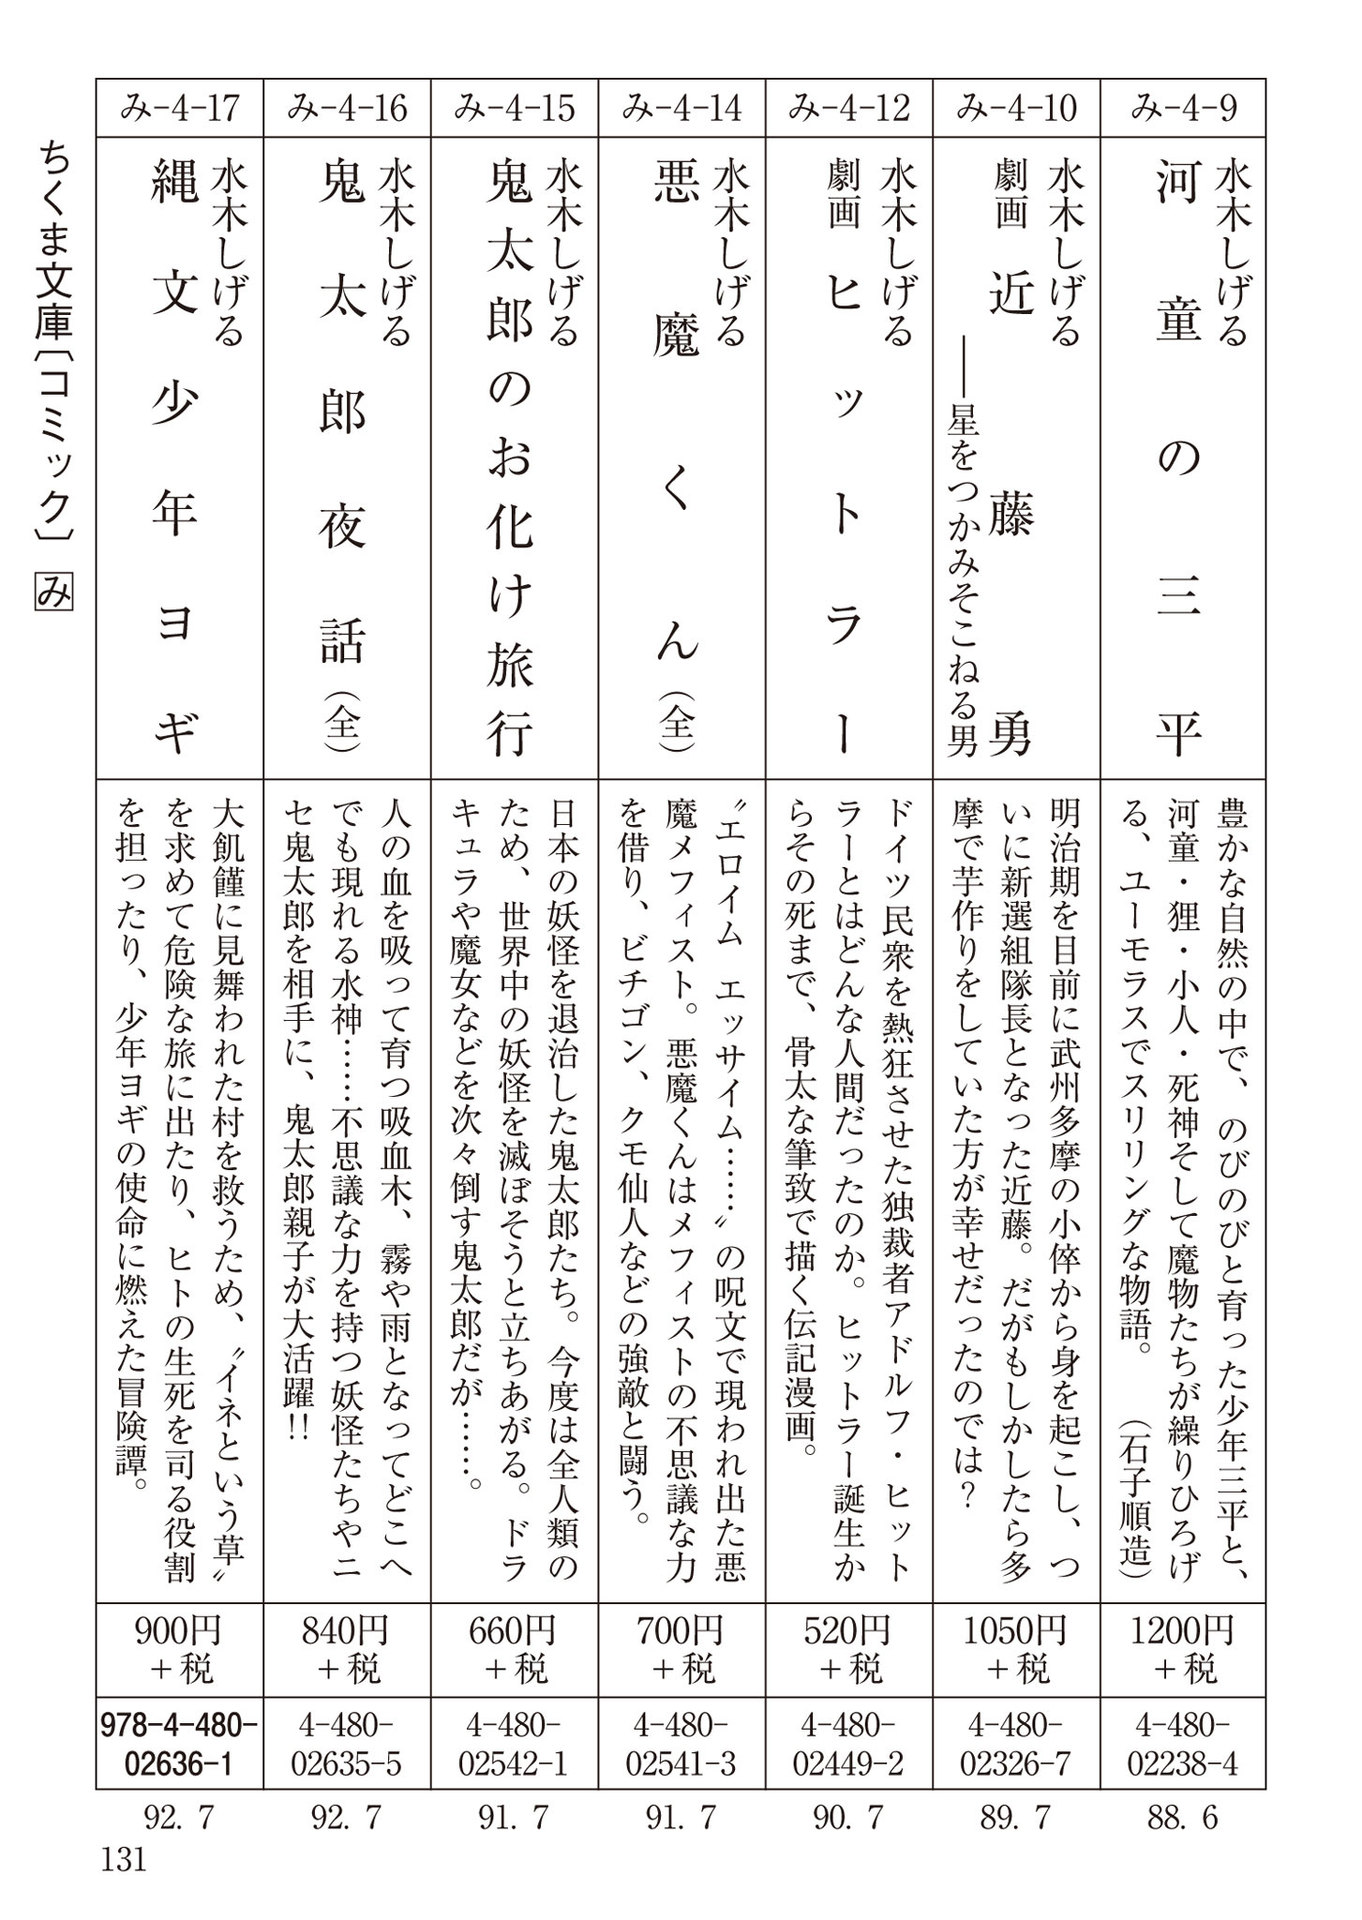 み-4-9
水木しげる
河童の三平
豊かな自然の中で、のびのびと育った少年三平と、
河童・狸・小人・死神そして魔物たちが繰りひろげ
る、ユーモラスでスリリングな物語。（石子順造）
1200円
＋税
4-480-
02238-4
88. 6
み-4-10
水木しげる
劇画 近藤勇
――星をつかみそこねる男
明治期を目前に武州多摩の小倅から身を起こし、つ
いに新選組隊長となった近藤。だがもしかしたら多
摩で芋作りをしていた方が幸せだったのでは？
1050円
＋税
4-480-
02326-7
89. 7
み-4-12
水木しげる
劇画 ヒットラー
ドイツ民衆を熱狂させた独裁者アドルフ・ヒット
ラーとはどんな人間だったのか。ヒットラー誕生か
らその死まで、骨太な筆致で描く伝記漫画。
520円
＋税
4-480-
02449-2
90. 7
み-4-14
水木しげる
悪魔くん（全）
〝エロイム エッサイム……〟の呪文で現われ出た悪
魔メフィスト。悪魔くんはメフィストの不思議な力
を借り、ビチゴン、クモ仙人などの強敵と闘う。
700円
＋税
4-480-
02541-3
91. 7
み-4-15
水木しげる
鬼太郎のお化け旅行
日本の妖怪を退治した鬼太郎たち。今度は全人類の
ため、世界中の妖怪を滅ぼそうと立ちあがる。ドラ
キュラや魔女などを次々倒す鬼太郎だが……。
660円
＋税
4-480-
02542-1
91. 7
み-4-16
水木しげる
鬼太郎夜話（全）
人の血を吸って育つ吸血木、霧や雨となってどこへ
でも現れる水神……不思議な力を持つ妖怪たちやニ
セ鬼太郎を相手に、鬼太郎親子が大活躍!!
840円
＋税
4-480-
02635-5
92. 7
み-4-17
水木しげる
縄文少年ヨギ
大飢饉に見舞われた村を救うため、〝イネという草〟
を求めて危険な旅に出たり、ヒトの生死を司る役割
を担ったり、少年ヨギの使命に燃えた冒険譚。
900円
＋税
978-4-480-
02636-1
92. 7
ちくま文庫〔コミック〕 み
131